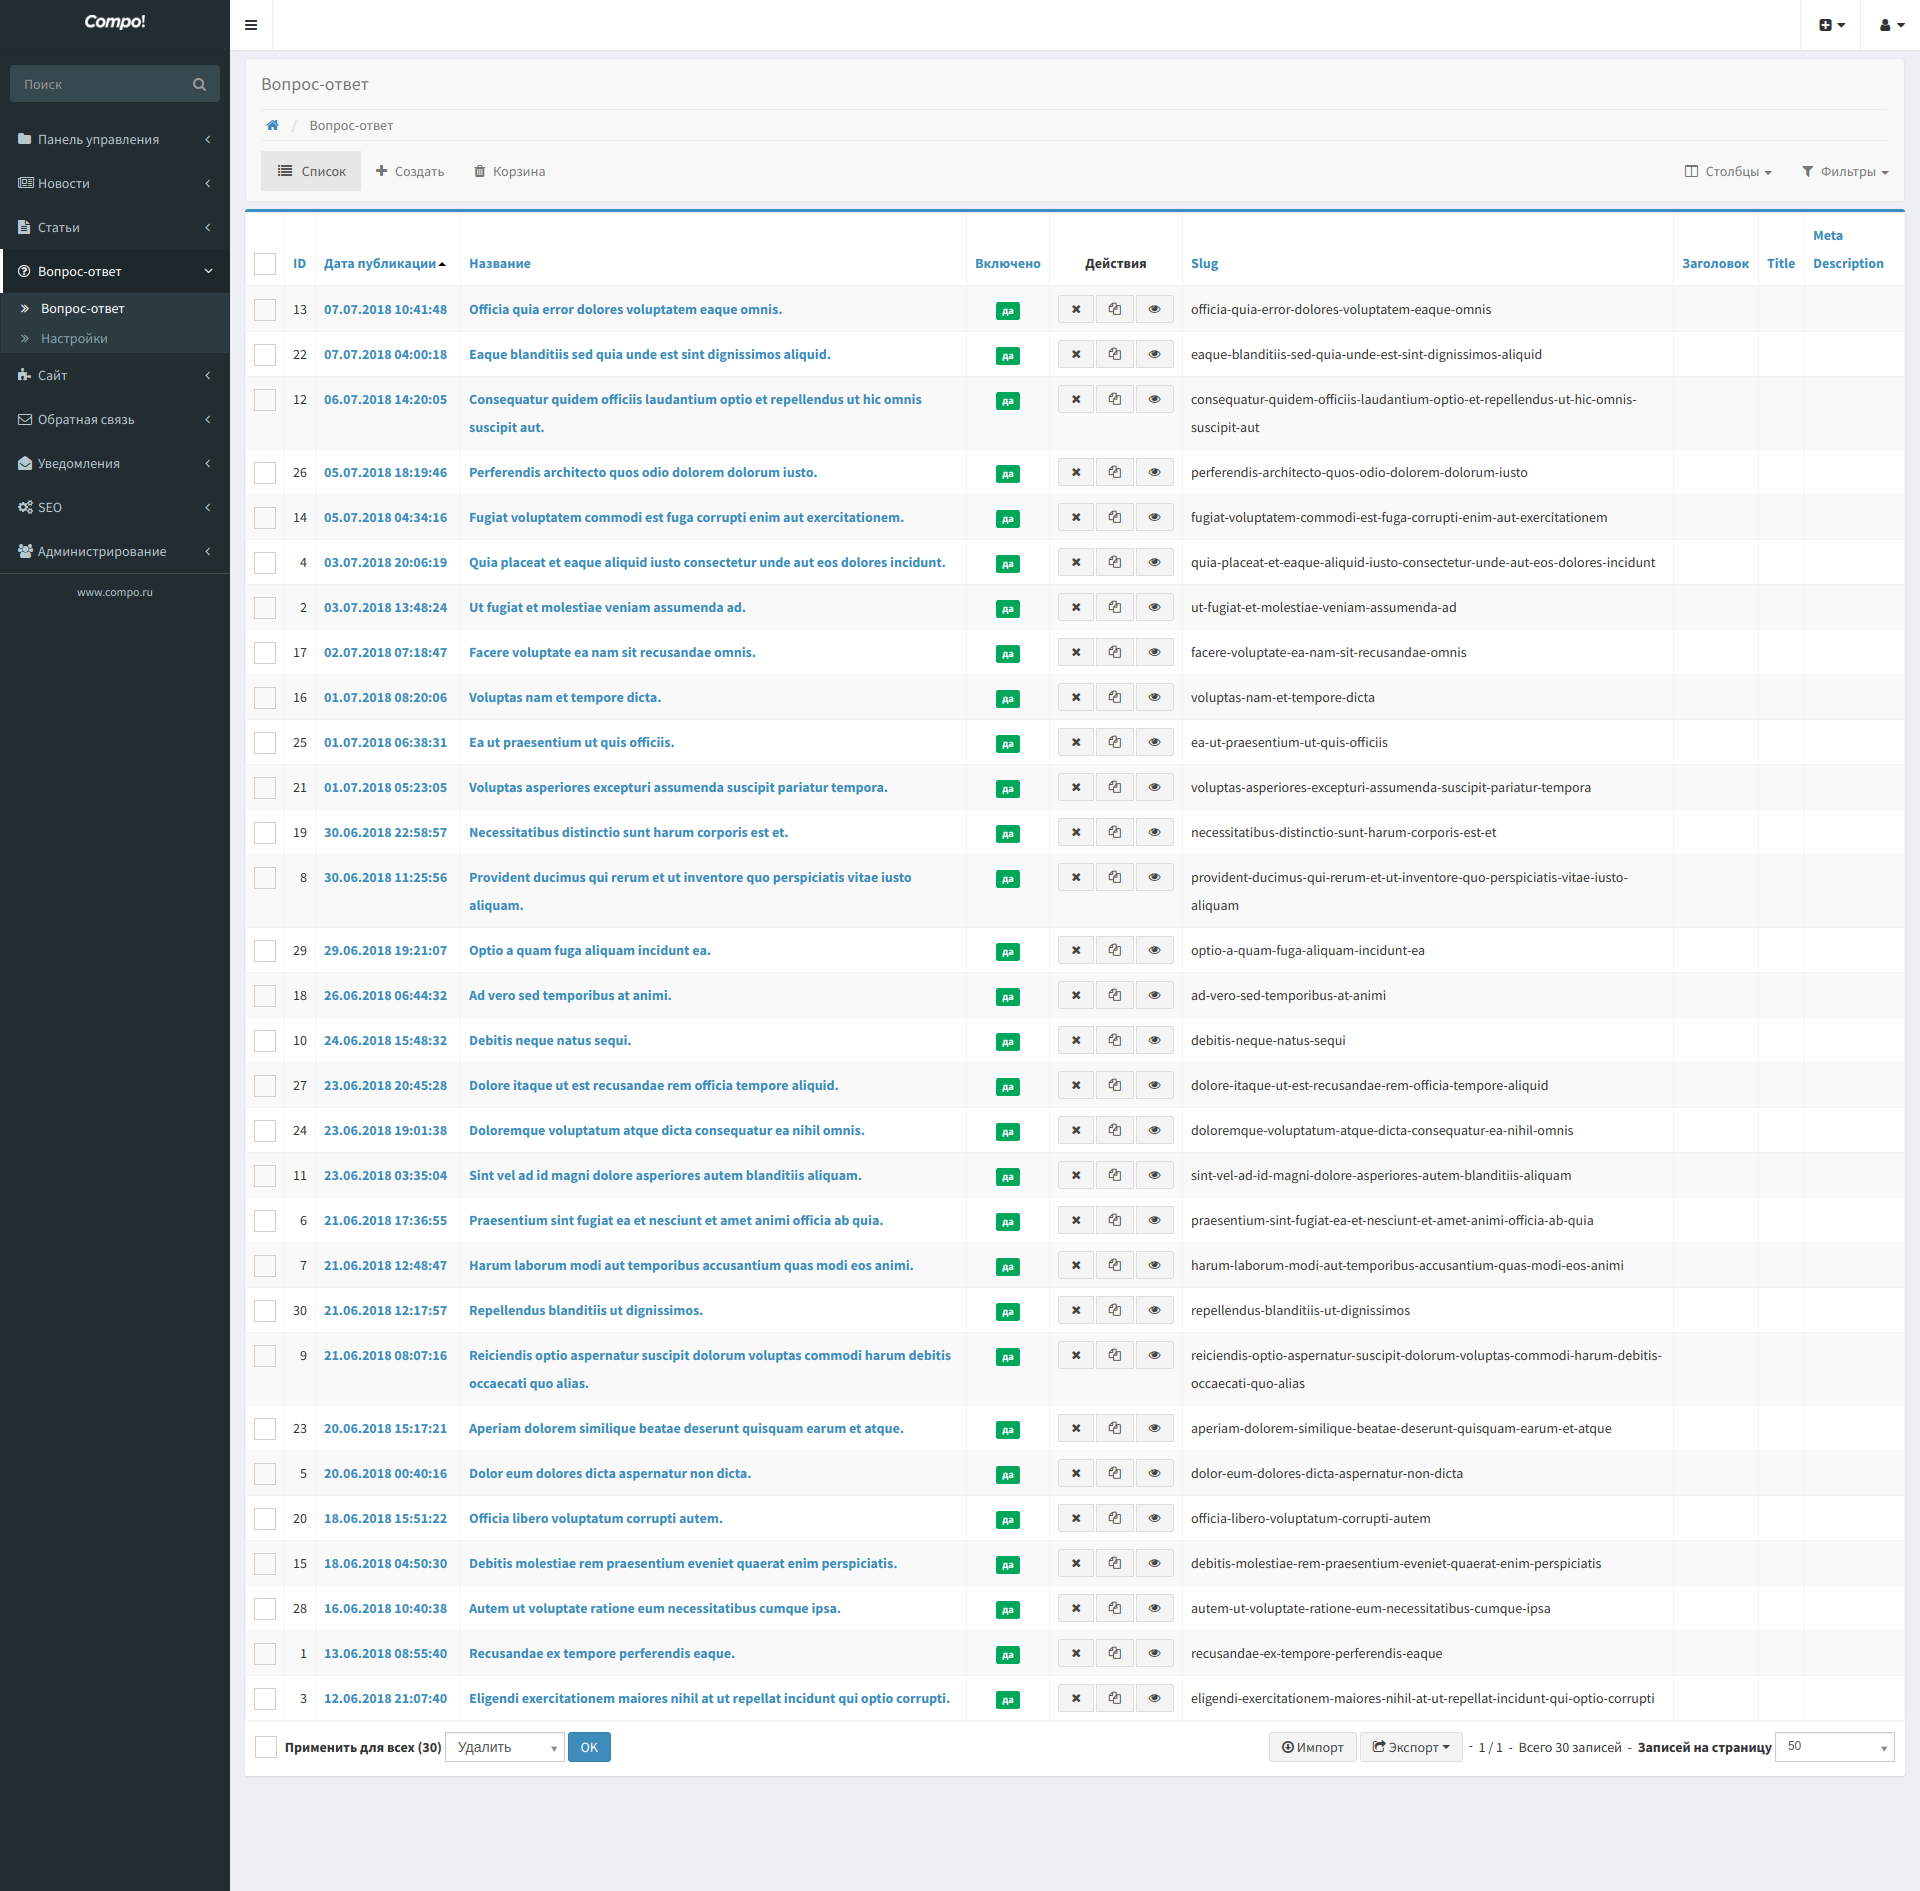 Compo!
Поиск
Панель управления
Новости
Статьи
Вопрос-ответ
Вопрос-ответ
Настройки
Сайт
Обратная связь
Уведомления
SEO
Администрирование
www.compo.ru
Вопрос-ответ
/ Вопрос-ответ
Список Создать Корзина Столбцы Фильтры
ID Дата публикации Название Включено Действия Slug Заголовок Title Meta Description
13 07.07.2018 10:41:48 Officia quia error dolores voluptatem eaque omnis. да officia-quia-error-dolores-voluptatem-eaque-omnis
22 07.07.2018 04:00:18 Eaque blanditiis sed quia unde est sint dignissimos aliquid. да eaque-blanditiis-sed-quia-unde-est-sint-dignissimos-aliquid
12 06.07.2018 14:20:05 Consequatur quidem officiis laudantium optio et repellendus ut hic omnis да consequatur-quidem-officiis-laudantium-optio-et-repellendus-ut-hic-omnis-
suscipit aut. suscipit-aut
26 05.07.2018 18:19:46 Perferendis architecto quos odio dolorem dolorum iusto. да perferendis-architecto-quos-odio-dolorem-dolorum-iusto
14 05.07.2018 04:34:16 Fugiat voluptatem commodi est fuga corrupti enim aut exercitationem. да fugiat-voluptatem-commodi-est-fuga-corrupti-enim-aut-exercitationem
4 03.07.2018 20:06:19 Quia placeat et eaque aliquid iusto consectetur unde aut eos dolores incidunt. да quia-placeat-et-eaque-aliquid-iusto-consectetur-unde-aut-eos-dolores-incidunt
2 03.07.2018 13:48:24 Ut fugiat et molestiae veniam assumenda ad. да ut-fugiat-et-molestiae-veniam-assumenda-ad
17 02.07.2018 07:18:47 Facere voluptate ea nam sit recusandae omnis. да facere-voluptate-ea-nam-sit-recusandae-omnis
16 01.07.2018 08:20:06 Voluptas nam et tempore dicta. да voluptas-nam-et-tempore-dicta
25 01.07.2018 06:38:31 Ea ut praesentium ut quis officiis. да ea-ut-praesentium-ut-quis-officiis
21 01.07.2018 05:23:05 Voluptas asperiores excepturi assumenda suscipit pariatur tempora. да voluptas-asperiores-excepturi-assumenda-suscipit-pariatur-tempora
19 30.06.2018 22:58:57 Necessitatibus distinctio sunt harum corporis est et. да necessitatibus-distinctio-sunt-harum-corporis-est-et
8 30.06.2018 11:25:56 Provident ducimus qui rerum et ut inventore quo perspiciatis vitae iusto да provident-ducimus-qui-rerum-et-ut-inventore-quo-perspiciatis-vitae-iusto-
aliquam. aliquam
29 29.06.2018 19:21:07 Optio a quam fuga aliquam incidunt ea. да optio-a-quam-fuga-aliquam-incidunt-ea
18 26.06.2018 06:44:32 Ad vero sed temporibus at animi. да ad-vero-sed-temporibus-at-animi
10 24.06.2018 15:48:32 Debitis neque natus sequi. да debitis-neque-natus-sequi
27 23.06.2018 20:45:28 Dolore itaque ut est recusandae rem officia tempore aliquid. да dolore-itaque-ut-est-recusandae-rem-officia-tempore-aliquid
24 23.06.2018 19:01:38 Doloremque voluptatum atque dicta consequatur ea nihil omnis. да doloremque-voluptatum-atque-dicta-consequatur-ea-nihil-omnis
11 23.06.2018 03:35:04 Sint vel ad id magni dolore asperiores autem blanditiis aliquam. да sint-vel-ad-id-magni-dolore-asperiores-autem-blanditiis-aliquam
6 21.06.2018 17:36:55 Praesentium sint fugiat ea et nesciunt et amet animi officia ab quia. да praesentium-sint-fugiat-ea-et-nesciunt-et-amet-animi-officia-ab-quia
7 21.06.2018 12:48:47 Harum laborum modi aut temporibus accusantium quas modi eos animi. да harum-laborum-modi-aut-temporibus-accusantium-quas-modi-eos-animi
30 21.06.2018 12:17:57 Repellendus blanditiis ut dignissimos. да repellendus-blanditiis-ut-dignissimos
9 21.06.2018 08:07:16 Reiciendis optio aspernatur suscipit dolorum voluptas commodi harum debitis да reiciendis-optio-aspernatur-suscipit-dolorum-voluptas-commodi-harum-debitis-
occaecati quo alias. occaecati-quo-alias
23 20.06.2018 15:17:21 Aperiam dolorem similique beatae deserunt quisquam earum et atque. да aperiam-dolorem-similique-beatae-deserunt-quisquam-earum-et-atque
5 20.06.2018 00:40:16 Dolor eum dolores dicta aspernatur non dicta. да dolor-eum-dolores-dicta-aspernatur-non-dicta
20 18.06.2018 15:51:22 Officia libero voluptatum corrupti autem. да officia-libero-voluptatum-corrupti-autem
15 18.06.2018 04:50:30 Debitis molestiae rem praesentium eveniet quaerat enim perspiciatis. да debitis-molestiae-rem-praesentium-eveniet-quaerat-enim-perspiciatis
28 16.06.2018 10:40:38 Autem ut voluptate ratione eum necessitatibus cumque ipsa. да autem-ut-voluptate-ratione-eum-necessitatibus-cumque-ipsa
1 13.06.2018 08:55:40 Recusandae ex tempore perferendis eaque. да recusandae-ex-tempore-perferendis-eaque
3 12.06.2018 21:07:40 Eligendi exercitationem maiores nihil at ut repellat incidunt qui optio corrupti. да eligendi-exercitationem-maiores-nihil-at-ut-repellat-incidunt-qui-optio-corrupti
Применить для всех (30) Удалить OK Импорт Экспорт - 1 / 1 - Всего 30 записей - Записей на страницу 50